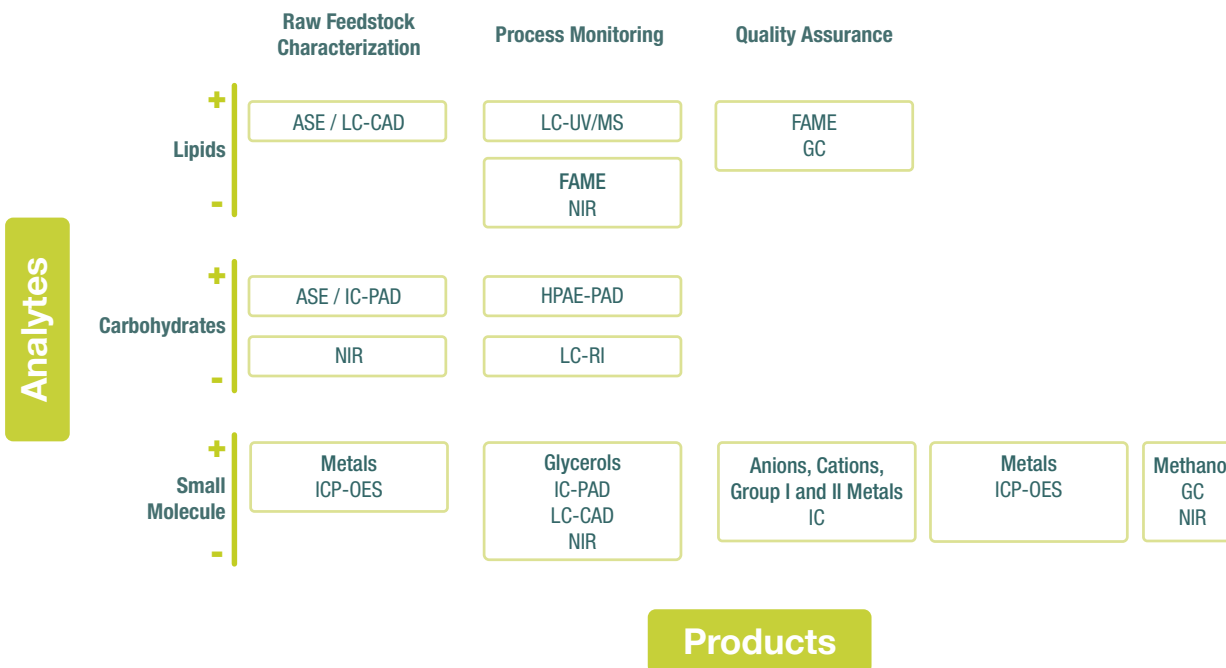 Raw Feedstock
Characterization
Process Monitoring
Quality Assurance
Analytes
+
Lipids
-
ASE / LC-CAD
LC-UV/MS
FAME
NIR
FAME
GC
+
Carbohydrates
-
ASE / IC-PAD
HPAE-PAD
NIR
LC-RI
+
Small
Molecule
-
Metals
ICP-OES
Glycerols
IC-PAD
LC-CAD
NIR
Anions, Cations,
Group I and II Metals
IC
Metals
ICP-OES
Methano
GC
NIR
Products